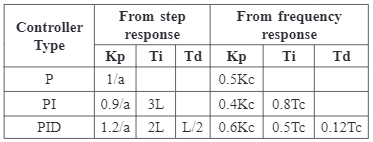 Controller Type From step response From frequency response
Kp Ti Td Kp Ti Td
P 1/a 0.5Kc
PI 0.9/a 3L 0.4Kc 0.8Tc
PID 1.2/a 2L L/2 0.6Kc 0.5Tc 0.12Tc